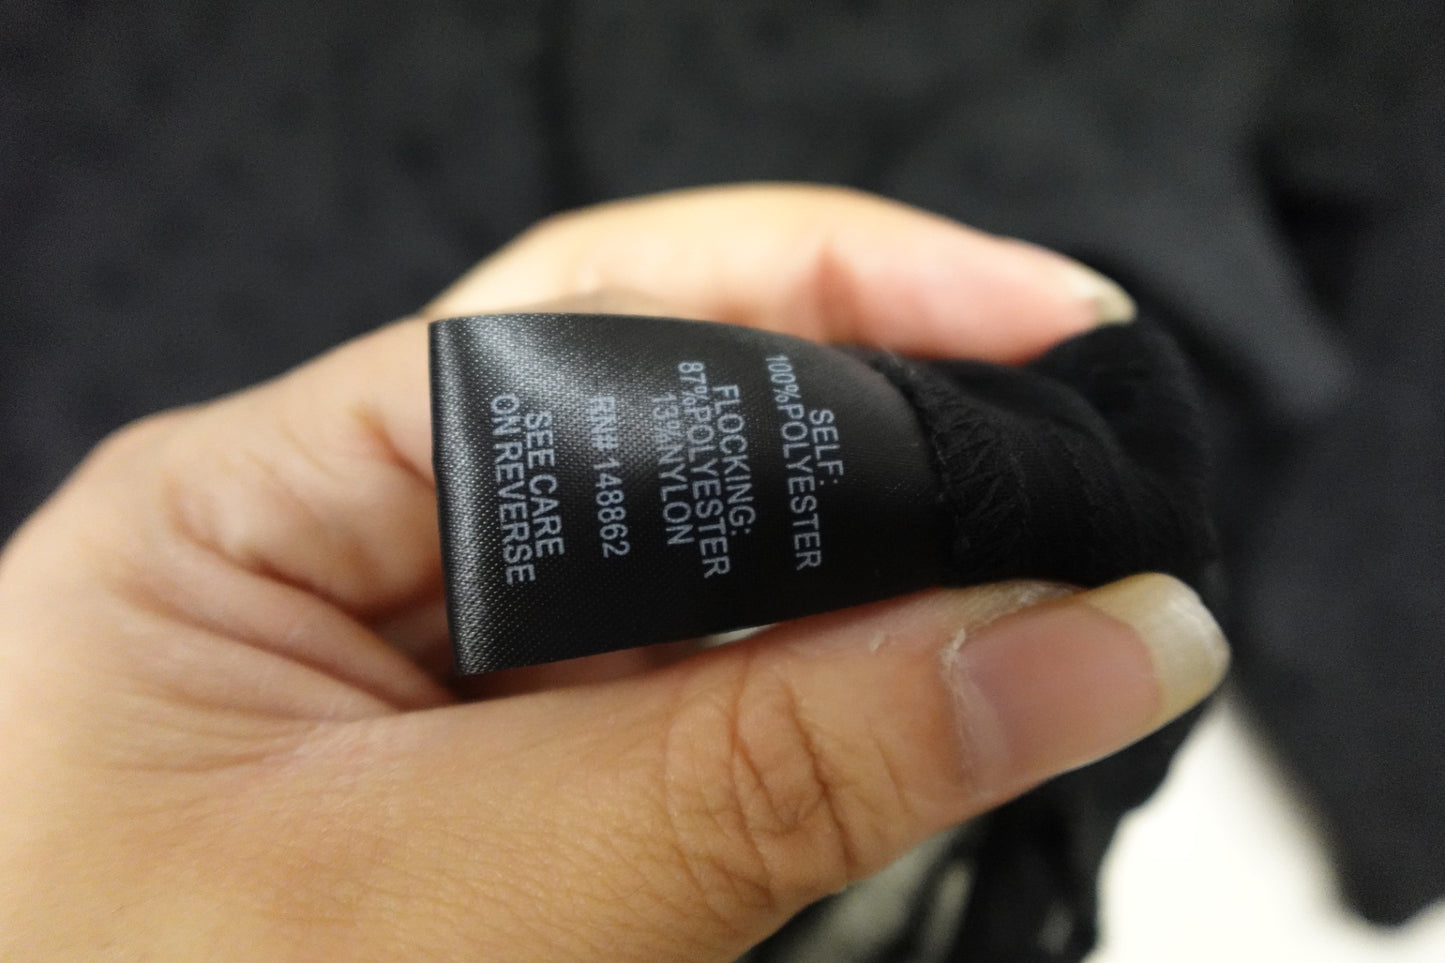 SELF:
100%POLYESTER
FLOCKING:
87%POLYESTER
13%NYLON
RN# 148862
SEE CARE
ON REVERSE